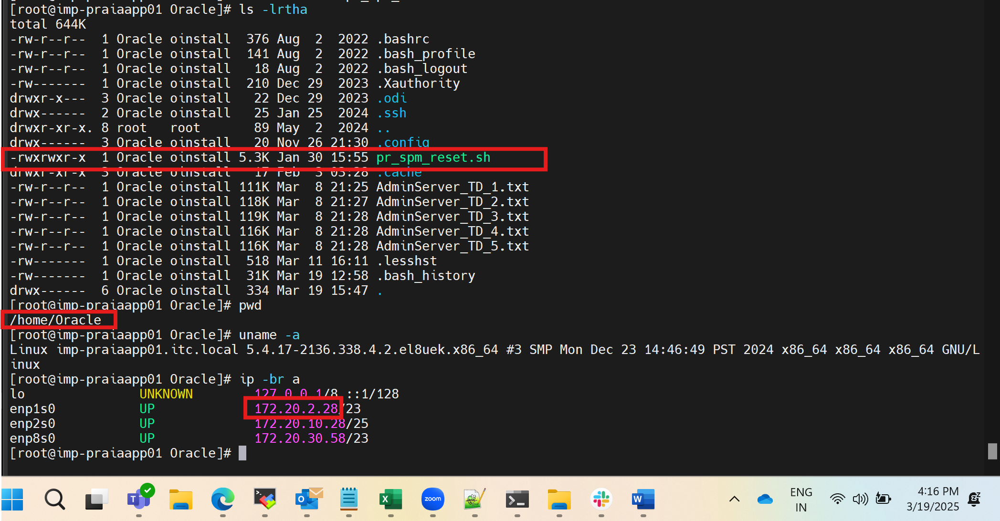 [root@imp-praiaapp01 Oracle]# ls -lrtha
total 644K
-rw-r--r--  1 Oracle oinstall  376 Aug  2  2022 .bashrc
-rw-r--r--  1 Oracle oinstall  141 Aug  2  2022 .bash_profile
-rw-r--r--  1 Oracle oinstall   18 Aug  2  2022 .bash_logout
-rw-------  1 Oracle oinstall  210 Dec 29  2023 .Xauthority
drwxr-x---  3 Oracle oinstall   22 Dec 29  2023 .odi
drwx------  2 Oracle oinstall   25 Jan 25  2024 .ssh
drwxr-xr-x. 8 root   root       89 May  2  2024 ..
drwx------  3 Oracle oinstall   20 Nov 26 21:30 .config
-rwxrwxr-x  1 Oracle oinstall 5.3K Jan 30 15:55 pr_spm_reset.sh
drwxr-xr-x  3 Oracle oinstall   17 Feb  3 03:28 .cache
-rw-r--r--  1 Oracle oinstall 111K Mar  8 21:25 AdminServer_TD_1.txt
-rw-r--r--  1 Oracle oinstall 118K Mar  8 21:27 AdminServer_TD_2.txt
-rw-r--r--  1 Oracle oinstall 119K Mar  8 21:28 AdminServer_TD_3.txt
-rw-r--r--  1 Oracle oinstall 116K Mar  8 21:28 AdminServer_TD_4.txt
-rw-r--r--  1 Oracle oinstall 116K Mar  8 21:28 AdminServer_TD_5.txt
-rw-------  1 Oracle oinstall  518 Mar 11 16:11 .lesshst
-rw-------  1 Oracle oinstall  31K Mar 19 12:58 .bash_history
drwx------  6 Oracle oinstall  334 Mar 19 15:47 .
[root@imp-praiaapp01 Oracle]# pwd
/home/Oracle
[root@imp-praiaapp01 Oracle]# uname -a
Linux imp-praiaapp01.itc.local 5.4.17-2136.338.4.2.el8uek.x86_64 #3 SMP Mon Dec 23 14:46:49 PST 2024 x86_64 x86_64 x86_64 GNU/L
inux
[root@imp-praiaapp01 Oracle]# ip -br a
lo               UNKNOWN        127.0.0.1/8 ::1/128
enp1s0           UP             172.20.2.28/23
enp2s0           UP             172.20.10.28/25
enp8s0           UP             172.20.30.58/23
[root@imp-praiaapp01 Oracle]#
zoom
ENG
IN
4:16 PM
3/19/2025